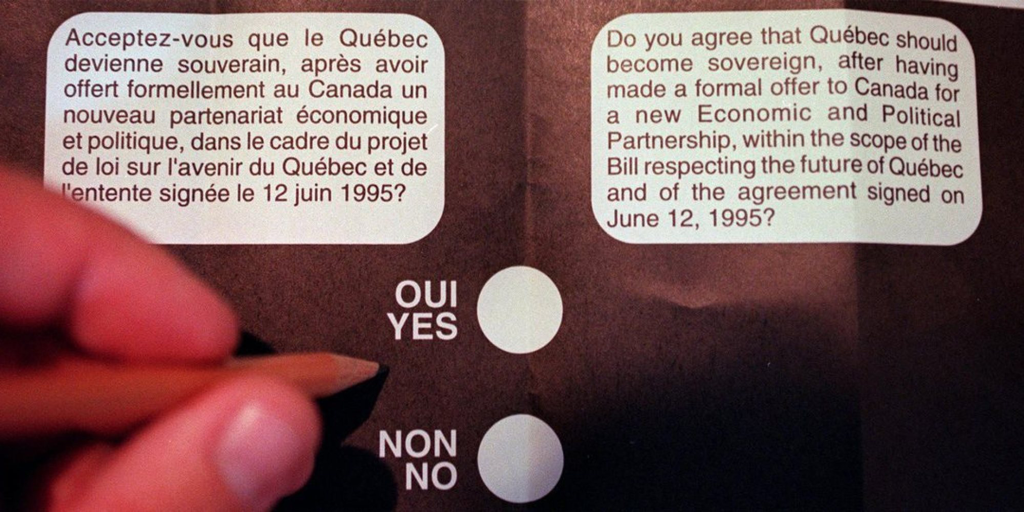 Acceptez-vous que le Québec
devienne souverain, après avoir
offert formellement au Canada un
nouveau partenariat économique
et politique, dans le cadre du projet
de loi sur l'avenir du Québec et de
l'entente signée le 12 juin 1995?
Do you agree that Québec should
become sovereign, after having
made a formal offer to Canada for
a new Economic and Political
Partnership, within the scope of the
Bill respecting the future of Québec
and of the agreement signed on
June 12, 1995?
OUI
YES
NON
NO